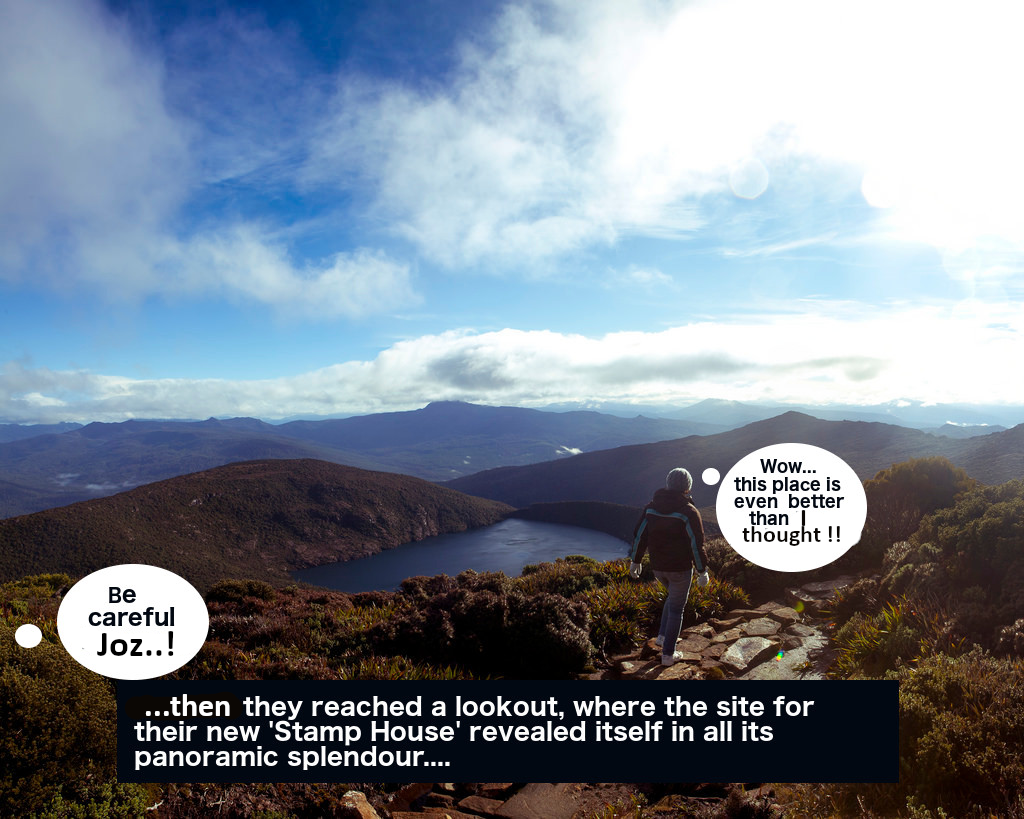 Wow...
this place is
even better
than I
thought !!
Be
careful
Joz..!
...then they reached a lookout, where the site for
their new 'Stamp House' revealed itself in all its
panoramic splendour....